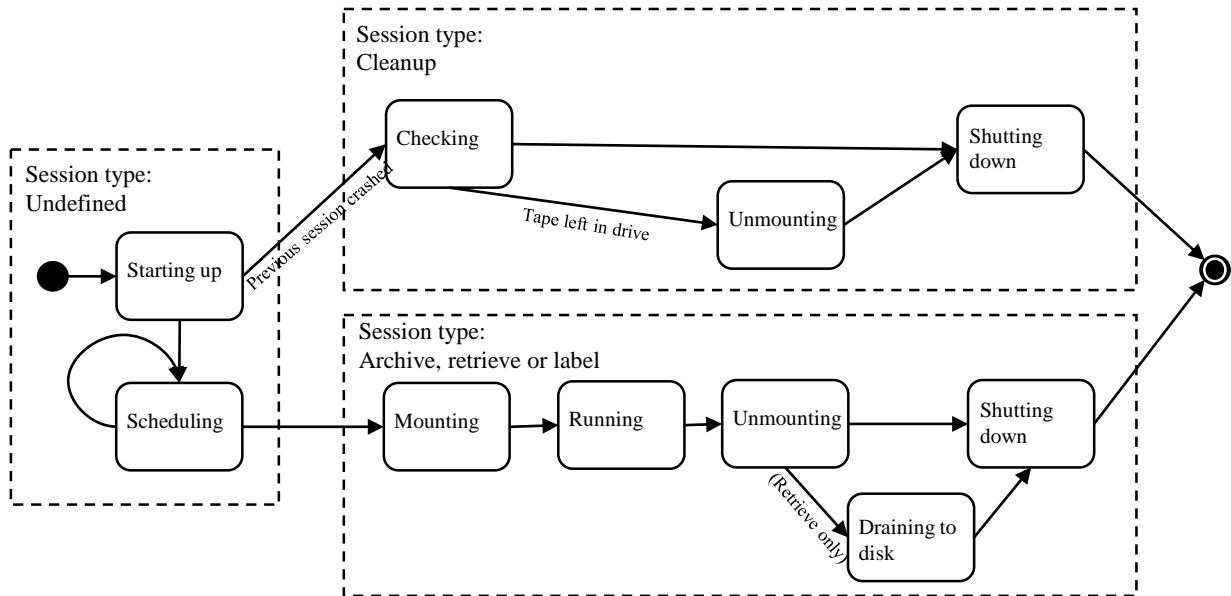 Session type:
Cleanup
Checking
Shutting
down
Tape left in drive
Unmounting
Previous session crashed
Session type:
Undefined
Starting up
Scheduling
Session type:
Archive, retrieve or label
Mounting
Running
Unmounting
Shutting
down
(Retrieve only)
Draining to
disk